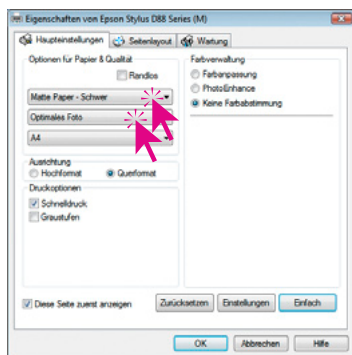 Eigenschaften von Epson Stylus D88 Series (M)
Haupteinstellungen
Seitenlayout
Wartung
Optionen für Papier & Qualität
Randlos
Matte Paper - Schwer
Optimales Foto
A4
Ausrichtung
Hochformat
Querformat
Druckoptionen
Schnelldruck
Graustufen
Farbverwaltung
Farbanpassung
PhotoEnhance
Keine Farbabstimmung
Diese Seite zuerst anzeigen
Zurücksetzen
Einstellungen
Einfach
OK
Abbrechen
Hilfe